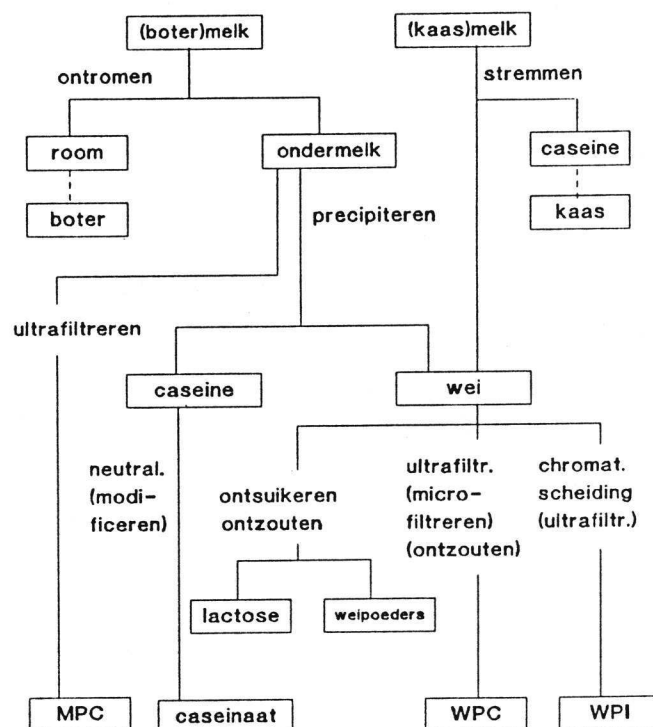 (boter)melk
(kaas)melk
ontromen
stremmen
room
ondermelk
caseine
boter
kaas
precipiteren
ultrafiltreren
caseine
wei
neutral.
(modi-
ficeren)
ontsuikeren
ontzouten
ultrafiltr.
(micro-
filtreren)
(ontzouten)
chromat.
scheiding
(ultrafiltr.)
lactose
weipoeders
MPC
caseinaat
WPC
WPI